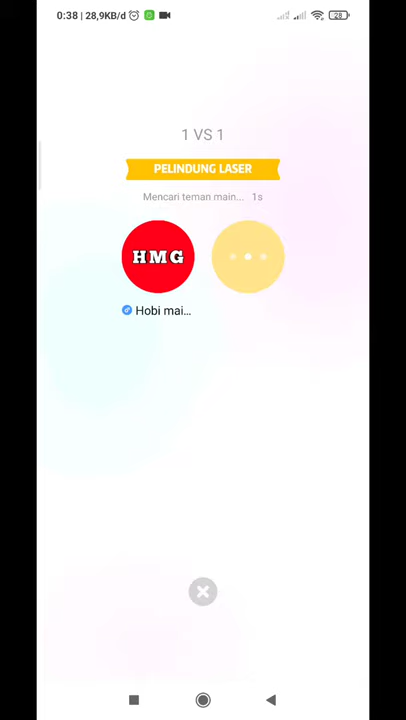 0:38 | 28,9KB/d
28
1 VS 1
PELINDUNG LASER
Mencari teman main... 1s
HMG
Hobi mai...